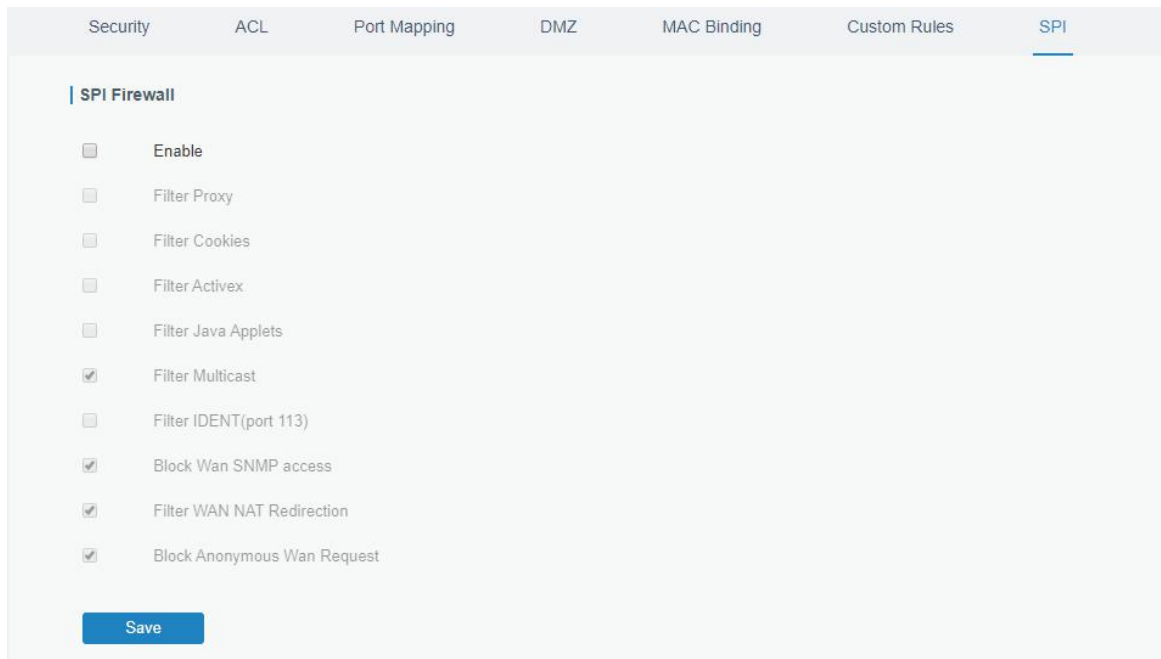 Security ACL Port Mapping DMZ MAC Binding Custom Rules SPI
SPI Firewall
Enable
Filter Proxy
Filter Cookies
Filter Activex
Filter Java Applets
Filter Multicast
Filter IDENT(port 113)
Block Wan SNMP access
Filter WAN NAT Redirection
Block Anonymous Wan Request
Save